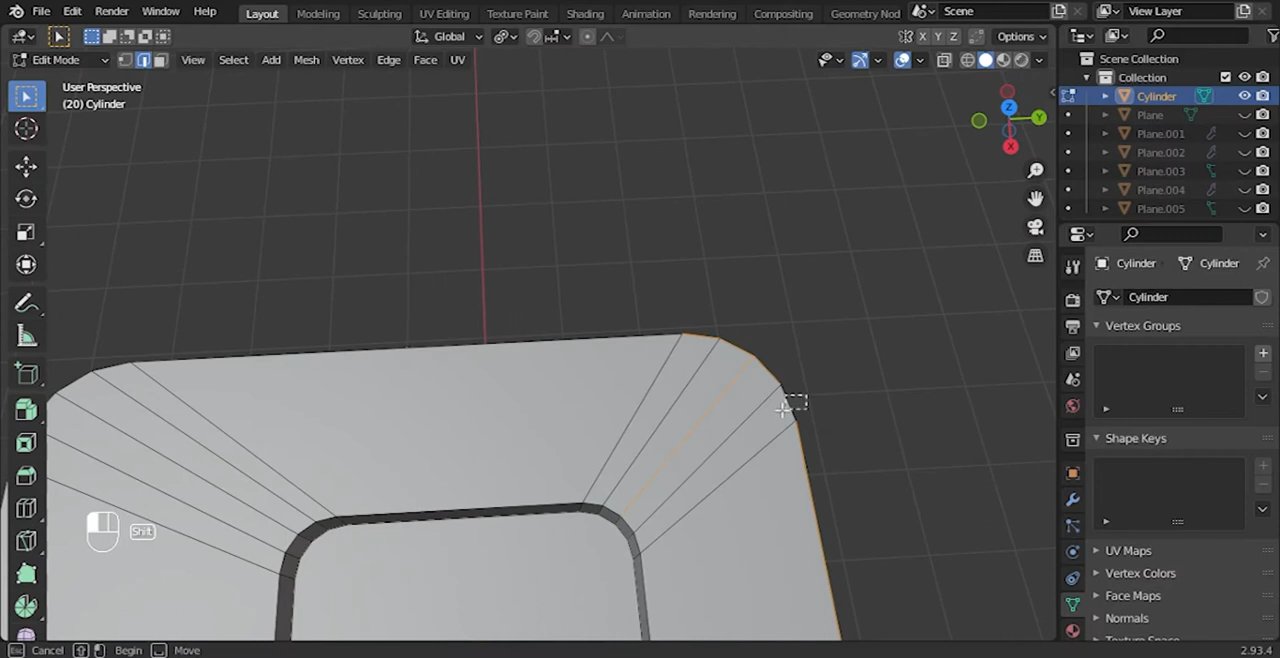 File Edit Render Window Help Layout Modeling Sculpting UV Editing Texture Paint Shading Animation Rendering Compositing Geometry Nod Scene View Layer
Global Options
Edit Mode View Select Add Mesh Vertex Edge Face UV X Y Z
User Perspective
(20) Cylinder
Z
Y
X
Scene Collection
Collection
Cylinder
Plane
Plane.001
Plane.002
Plane.003
Plane.004
Plane.005
Cylinder Cylinder
Cylinder
Vertex Groups
Shape Keys
UV Maps
Vertex Colors
Face Maps
Normals
Texture Space
Shift
Esc Cancel Begin Move 2.93.4